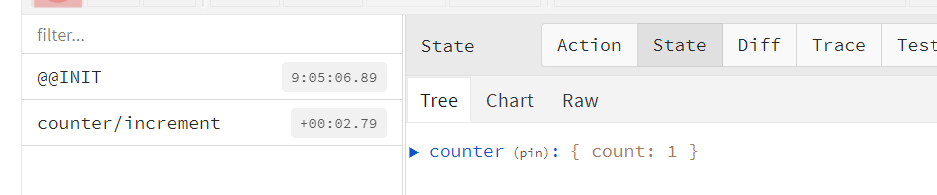 filter...
@@INIT 9:05:06.89
counter/increment +00:02.79
State Action State Diff Trace Test
Tree Chart Raw
▶ counter (pin): { count: 1 }